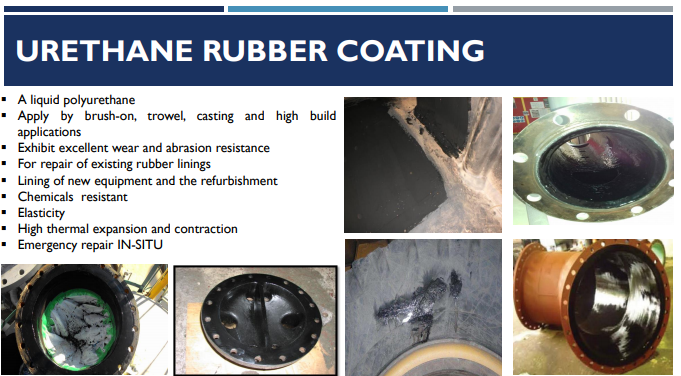 URETHANE RUBBER COATING
▪ A liquid polyurethane
▪ Apply by brush-on, trowel, casting and high build
applications
▪ Exhibit excellent wear and abrasion resistance
▪ For repair of existing rubber linings
▪ Lining of new equipment and the refurbishment
▪ Chemicals resistant
▪ Elasticity
▪ High thermal expansion and contraction
▪ Emergency repair IN-SITU